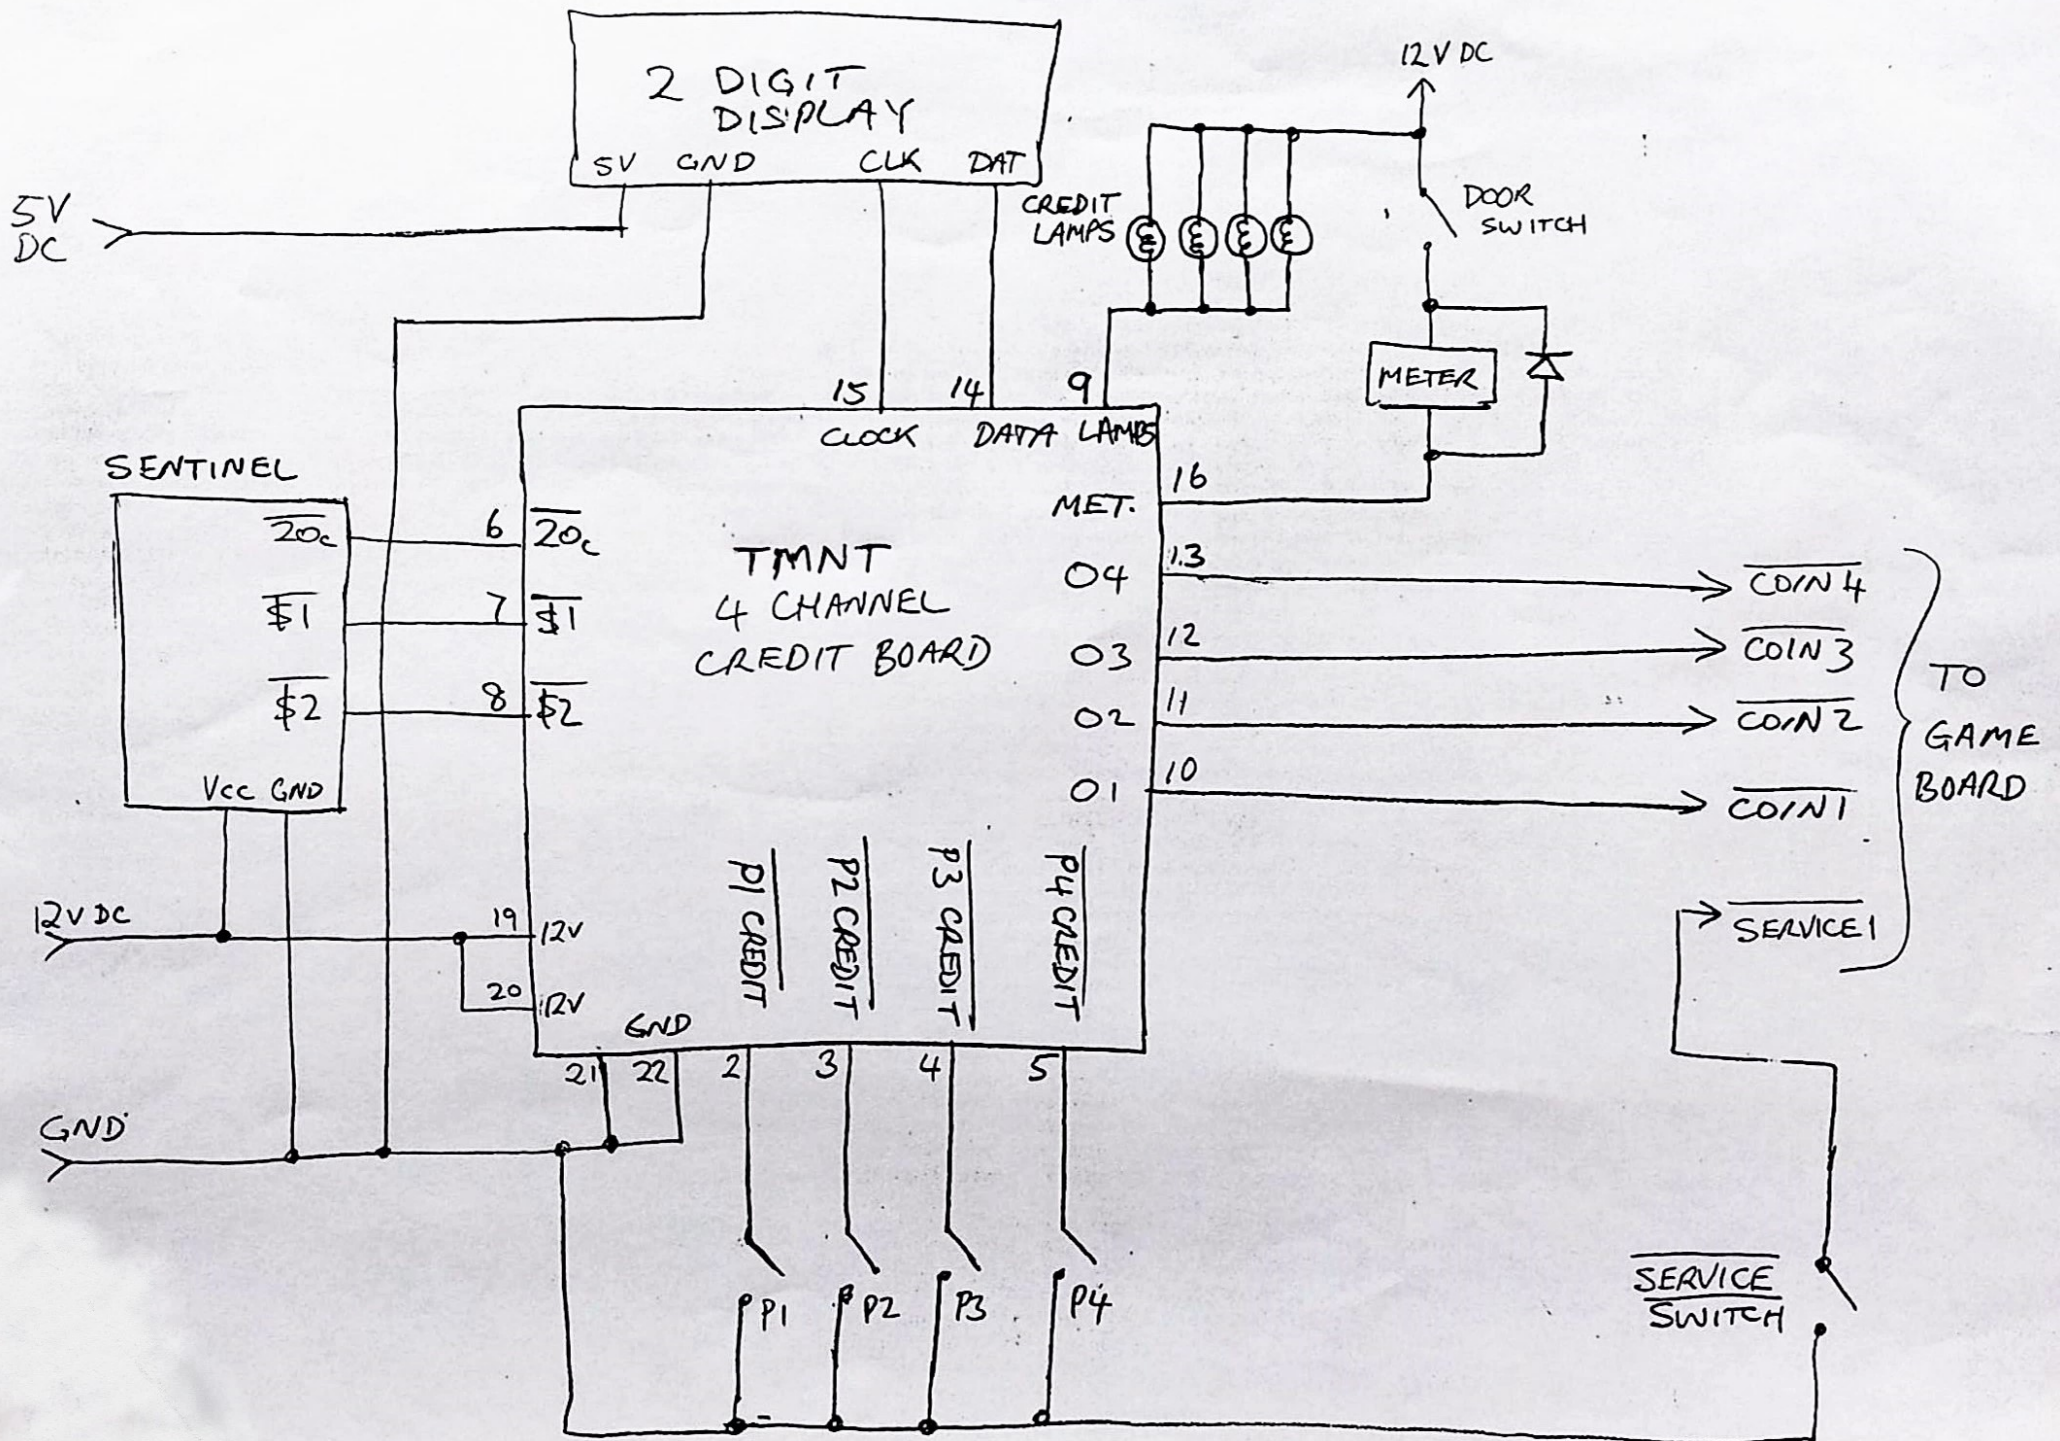 2 DIGIT
DISPLAY
5V GND CLK DAT
5V
DC
12V DC
CREDIT
LAMPS
DOOR
SWITCH
METER
15 14 9
CLOCK DATA LAMPS
SENTINEL
20c
$1
$2
Vcc GND
6 20c
7 $1
8 $2
TMNT
4 CHANNEL
CREDIT BOARD
MET. 16
O4 13
O3 12
O2 11
O1 10
COIN 4
COIN 3
COIN 2
COIN 1
SERVICE 1
TO
GAME
BOARD
12V DC
19 12V
20 12V
P1 CREDIT
P2 CREDIT
P3 CREDIT
P4 CREDIT
GND
21 22 2 3 4 5
GND
P1 P2 P3 P4
SERVICE
SWITCH